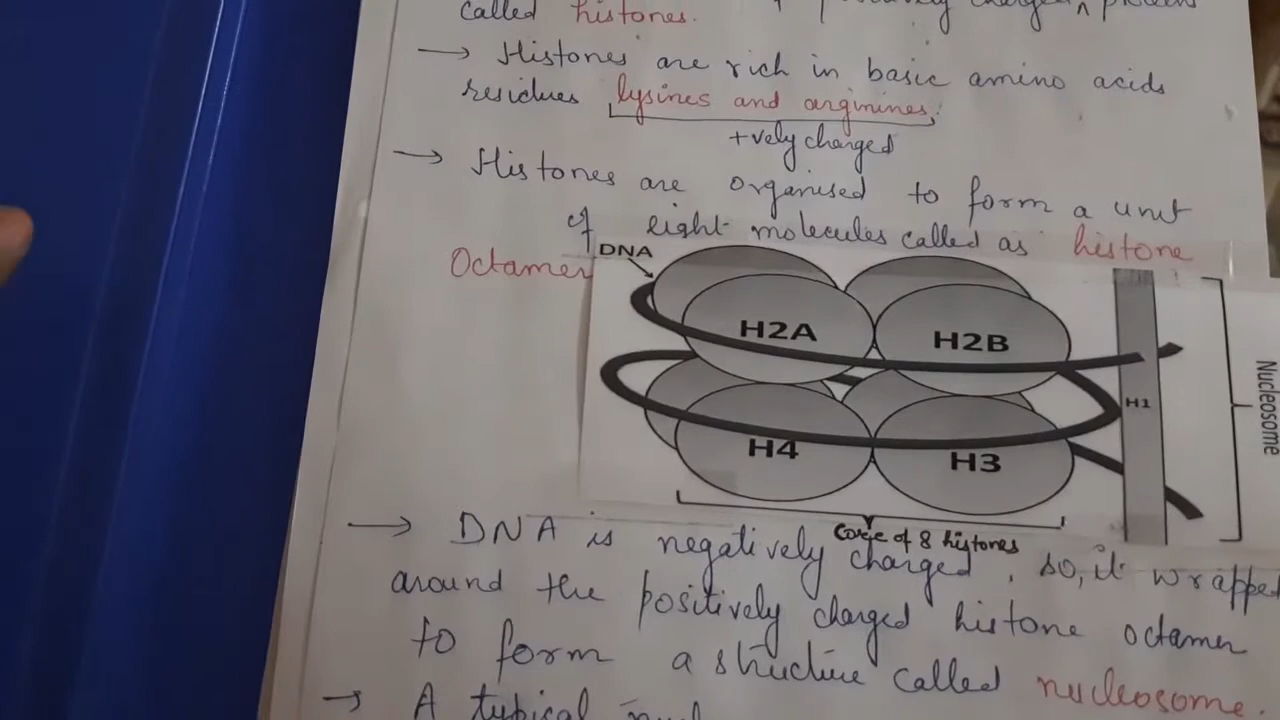 called histones. charged ^ proteins
→ Histones are rich in basic amino acids
residues lysines and arginines.
+vely charged
→ Histones are organised to form a unit
of eight molecules called as histone
Octamer
DNA
H2A
H2B
H1
H4
H3
Nucleosome
Core of 8 histones
→ DNA is negatively charged, so, it wrapped
around the positively charged histone octamer
to form a structure called nucleosome.
→ A typical